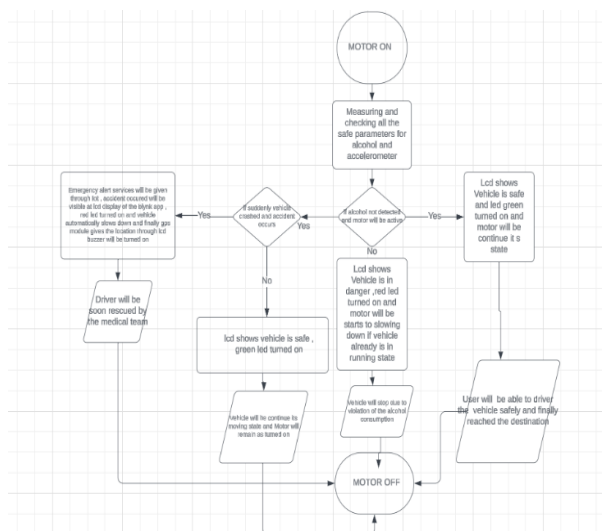 MOTOR ON
Measuring and
checking all the
safe parameters for
alcohol and
accelerometer
Emergency alert services will be given
through lcd , accident occured will be
visible at lcd display of the blynk app ,
red led turned on and vehicle
automatically slows down and finally gps
module gives the location through lcd
buzzer will be turned on
Yes
If suddenly vehicle
crashed and accident
occurs
Yes
If alcohol not detected
and motor will be active
Yes
Lcd shows
Vehicle is safe
and led green
turned on and
motor will be
continue it s
state
No
No
Driver will be
soon rescued by
the medical team
lcd shows vehicle is safe ,
green led turned on
Lcd shows
Vehicle is in
danger ,red led
turned on and
motor will be
starts to slowing
down if vehicle
already is in
running state
Vehicle will be continue its
moving state and Motor will
remain as turned on
Vehicle will stop due to
violation of the alcohol
consumption
User will be able to driver
the vehicle safely and finally
reached the destination
MOTOR OFF